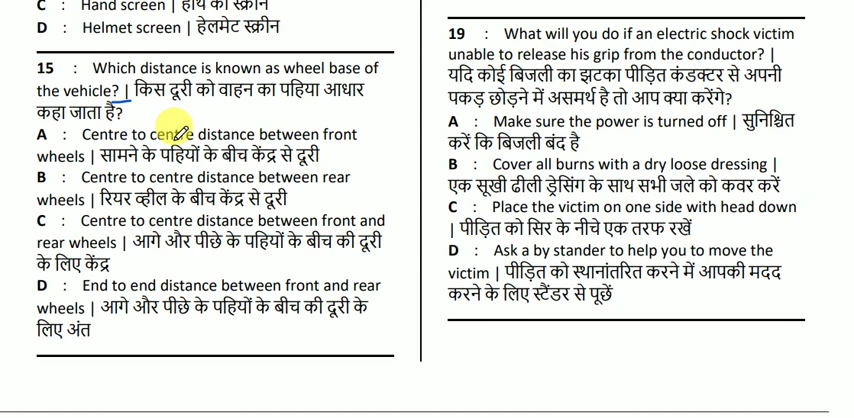 C : Hand screen | हाथ की स्क्रीन
D : Helmet screen | हेलमेट स्क्रीन
15 : Which distance is known as wheel base of
the vehicle? | किस दूरी को वाहन का पहिया आधार
कहा जाता है?
A : Centre to centre distance between front
wheels | सामने के पहियों के बीच केंद्र से दूरी
B : Centre to centre distance between rear
wheels | रियर व्हील के बीच केंद्र से दूरी
C : Centre to centre distance between front and
rear wheels | आगे और पीछे के पहियों के बीच की दूरी
के लिए केंद्र
D : End to end distance between front and rear
wheels | आगे और पीछे के पहियों के बीच की दूरी के
लिए अंत
19 : What will you do if an electric shock victim
unable to release his grip from the conductor? |
यदि कोई बिजली का झटका पीड़ित कंडक्टर से अपनी
पकड़ छोड़ने में असमर्थ है तो आप क्या करेंगे?
A : Make sure the power is turned off | सुनिश्चित
करें कि बिजली बंद है
B : Cover all burns with a dry loose dressing |
एक सूखी ढीली ड्रेसिंग के साथ सभी जले को कवर करें
C : Place the victim on one side with head down
| पीड़ित को सिर के नीचे एक तरफ रखें
D : Ask a by stander to help you to move the
victim | पीड़ित को स्थानांतरित करने में आपकी मदद
करने के लिए स्टैंडर से पूछें